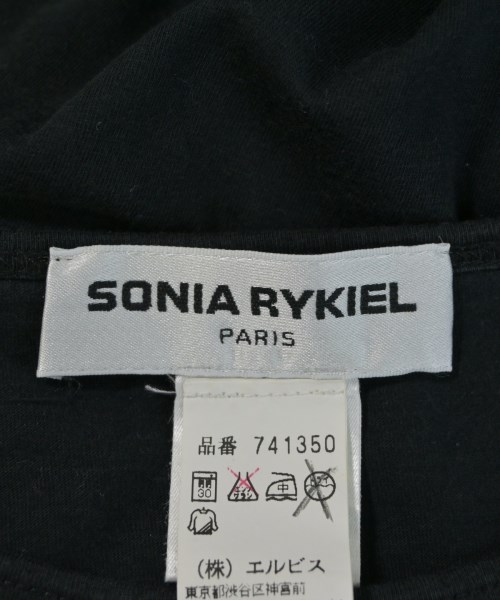 SONIA RYKIEL
PARIS
品番 741350
30 中
(株) エルビス
東京都渋谷区神宮前